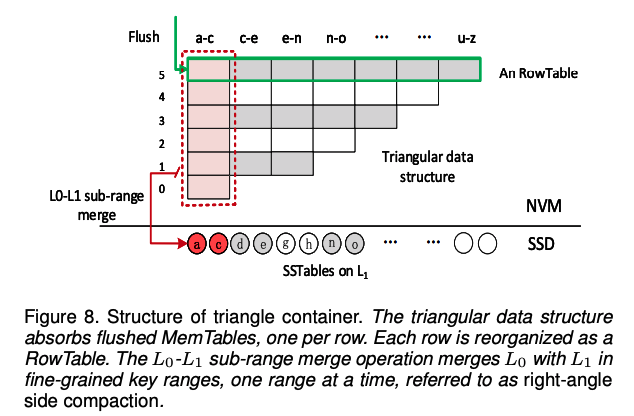 Flush a-c c-e e-n n-o ... ... u-z
5 An RowTable
4
3
2
Triangular data
structure
1
0
L0-L1 sub-range
merge
NVM
a c d e g h n o ... ... SSD
SSTables on L1
Figure 8. Structure of triangle container. The triangular data structure
absorbs flushed MemTables, one per row. Each row is reorganized as a
RowTable. The L0-L1 sub-range merge operation merges L0 with L1 in
fine-grained key ranges, one range at a time, referred to as right-angle
side compaction.